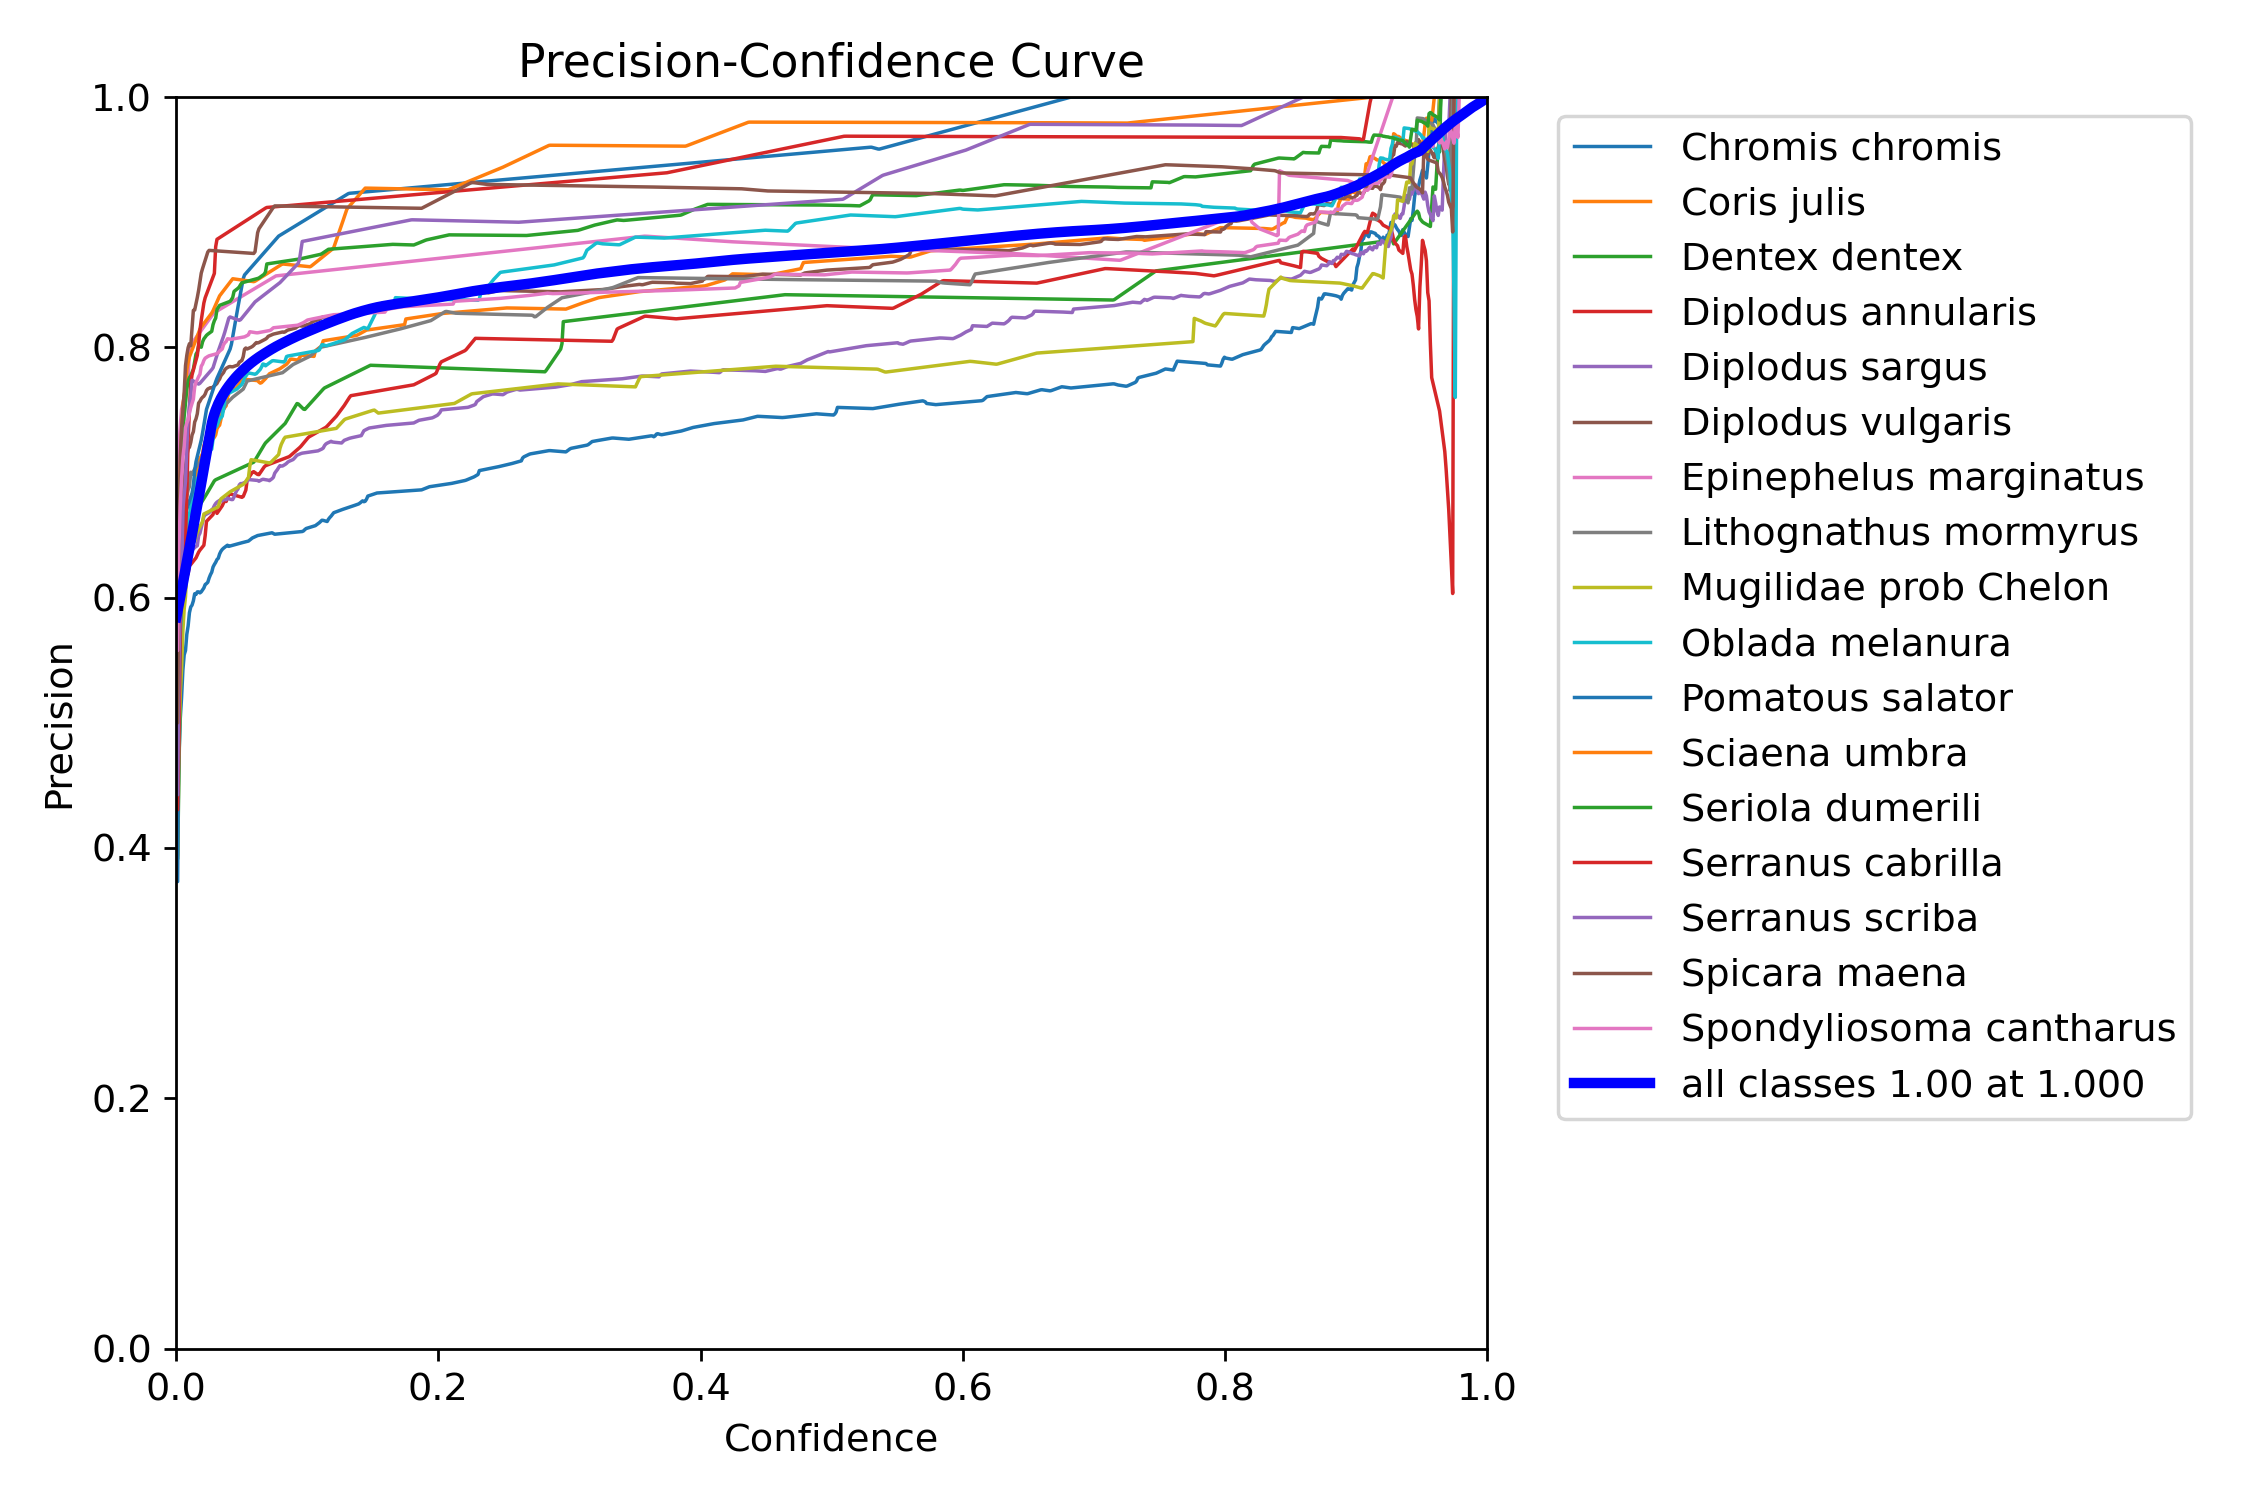 Precision-Confidence Curve
1.0
0.8
0.6
0.4
0.2
0.0
Precision
0.0 0.2 0.4 0.6 0.8 1.0
Confidence
Chromis chromis
Coris julis
Dentex dentex
Diplodus annularis
Diplodus sargus
Diplodus vulgaris
Epinephelus marginatus
Lithognathus mormyrus
Mugilidae prob Chelon
Oblada melanura
Pomatous salator
Sciaena umbra
Seriola dumerili
Serranus cabrilla
Serranus scriba
Spicara maena
Spondyliosoma cantharus
all classes 1.00 at 1.000